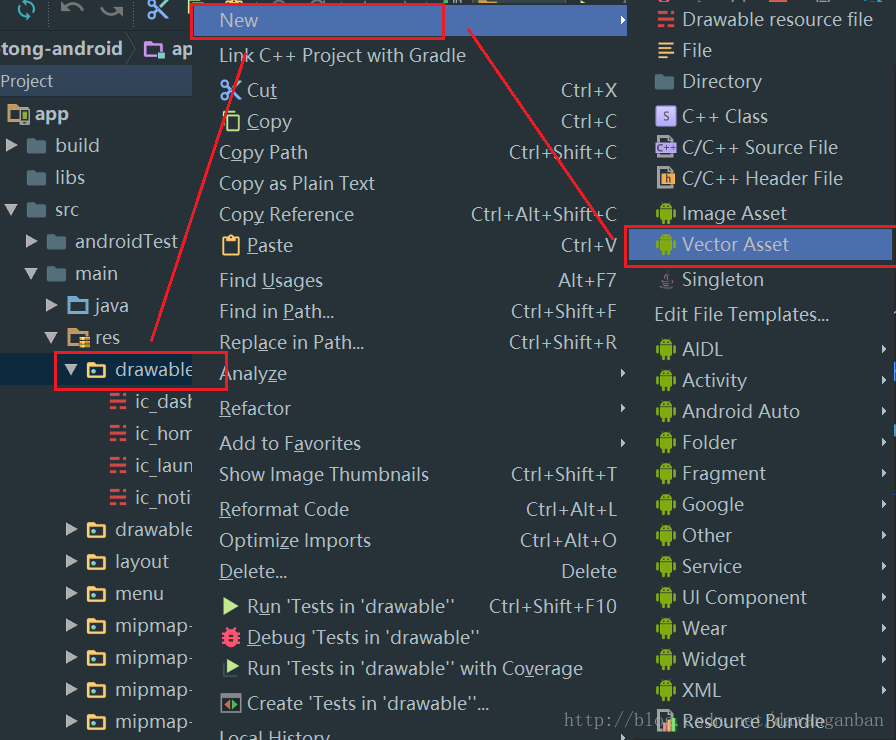 tong-android
ap
Project
app
build
libs
src
androidTest
main
java
res
drawable
ic_dash
ic_hom
ic_laun
ic_noti
drawable
layout
menu
mipmap-
mipmap-
mipmap-
mipmap-
New
Link C++ Project with Gradle
Cut Ctrl+X
Copy Ctrl+C
Copy Path Ctrl+Shift+C
Copy as Plain Text
Copy Reference Ctrl+Alt+Shift+C
Paste Ctrl+V
Find Usages Alt+F7
Find in Path... Ctrl+Shift+F
Replace in Path... Ctrl+Shift+R
Analyze
Refactor
Add to Favorites
Show Image Thumbnails Ctrl+Shift+T
Reformat Code Ctrl+Alt+L
Optimize Imports Ctrl+Alt+O
Delete... Delete
Run 'Tests in 'drawable'' Ctrl+Shift+F10
Debug 'Tests in 'drawable''
Run 'Tests in 'drawable'' with Coverage
Create 'Tests in 'drawable''...
Local History
Drawable resource file
File
Directory
S C++ Class
C++ C/C++ Source File
h C/C++ Header File
Image Asset
Vector Asset
Singleton
Edit File Templates...
AIDL
Activity
Android Auto
Folder
Fragment
Google
Other
Service
UI Component
Wear
Widget
XML
Resource Bundle